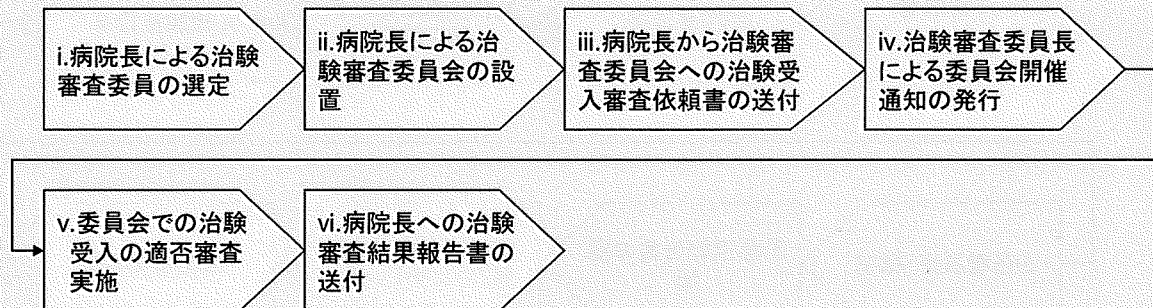 i.病院長による治験
審査委員の選定
ii.病院長による治
験審査委員会の設
置
iii.病院長から治験審
査委員会への治験受
入審査依頼書の送付
iv.治験審査委員長
による委員会開催
通知の発行
v.委員会での治験
受入の適否審査
実施
vi.病院長への治験
審査結果報告書の
送付